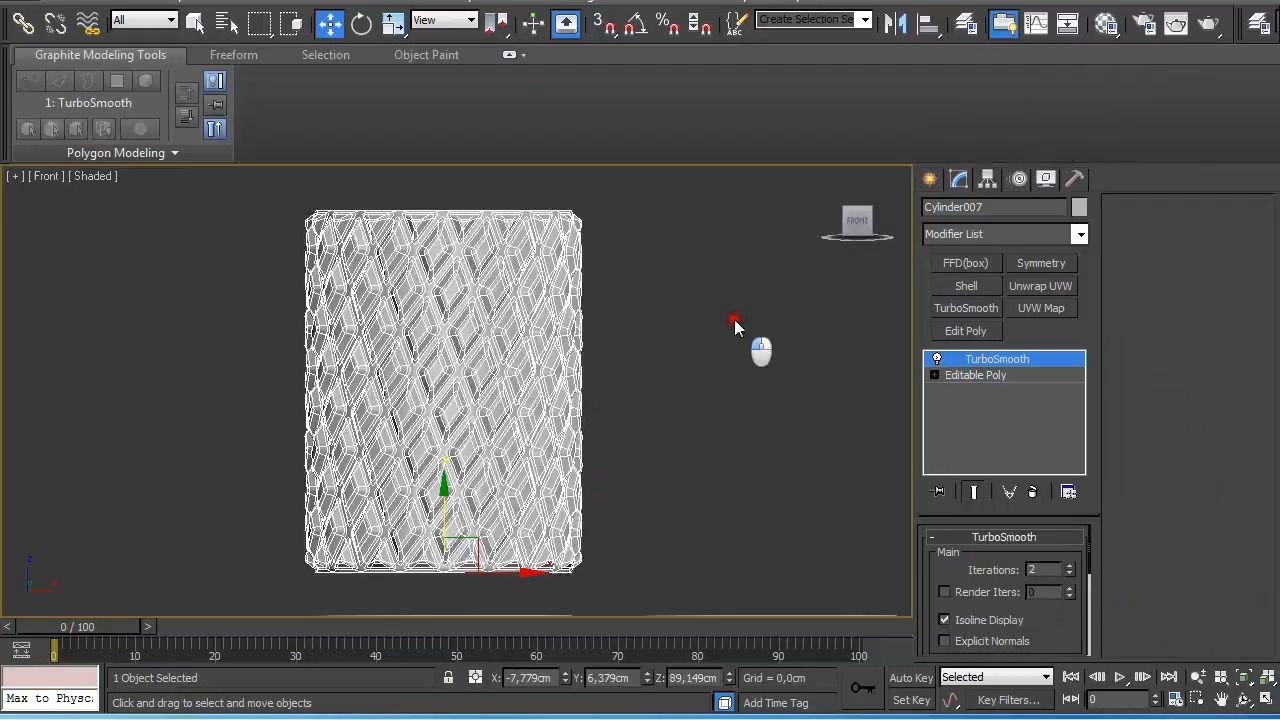 All
View
3
%
ABC
Create Selection Se
Graphite Modeling Tools
Freeform
Selection
Object Paint
1: TurboSmooth
Polygon Modeling
[ + ] [ Front ] [ Shaded ]
FRONT
Cylinder007
Modifier List
FFD(box)
Symmetry
Shell
Unwrap UVW
TurboSmooth
UVW Map
Edit Poly
TurboSmooth
Editable Poly
- TurboSmooth
Main
Iterations: 2
Render Iters: 0
Isoline Display
Explicit Normals
z
x
< 0 / 100 >
0 10 20 30 40 50 60 70 80 90 100
1 Object Selected
X: -7,779cm Y: 6,379cm Z: 89,149cm Grid = 0,0cm
Auto Key
Selected
Max to Physc
Click and drag to select and move objects
Add Time Tag
Set Key
Key Filters...
0